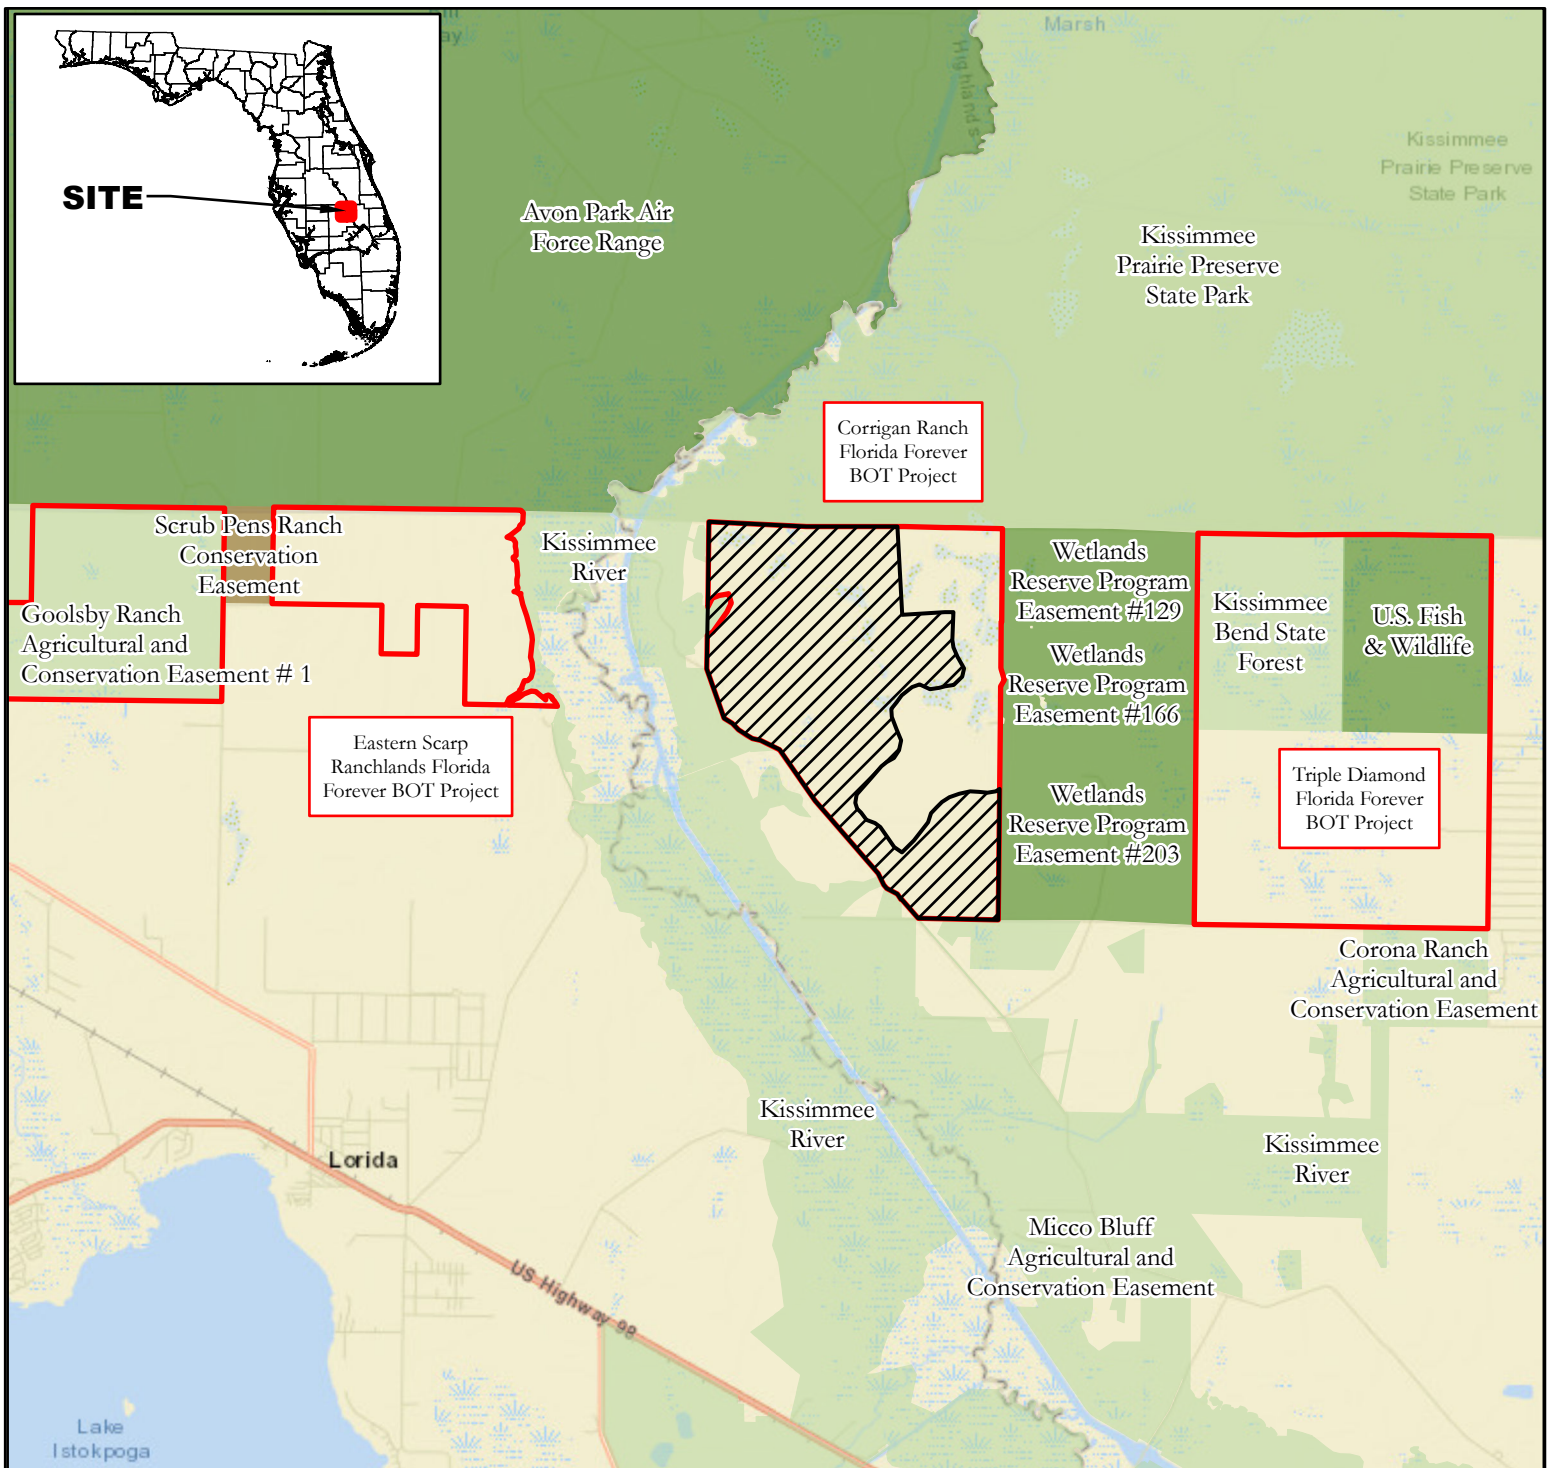 Marsh
Highlands
SITE
Avon Park Air
Force Range
Kissimmee
Prairie Preserve
State Park
Kissimmee
Prairie Preserve
State Park
Corrigan Ranch
Florida Forever
BOT Project
Scrub Pens Ranch
Conservation
Easement
Kissimmee
River
Goolsby Ranch
Agricultural and
Conservation Easement # 1
Wetlands
Reserve Program
Easement #129
Wetlands
Reserve Program
Easement #166
Wetlands
Reserve Program
Easement #203
Kissimmee
Bend State
Forest
U.S. Fish
& Wildlife
Eastern Scarp
Ranchlands Florida
Forever BOT Project
Triple Diamond
Florida Forever
BOT Project
Corona Ranch
Agricultural and
Conservation Easement
Kissimmee
River
Kissimmee
River
Lorida
Micco Bluff
Agricultural and
Conservation Easement
US Highway 98
Lake
Istokpoga